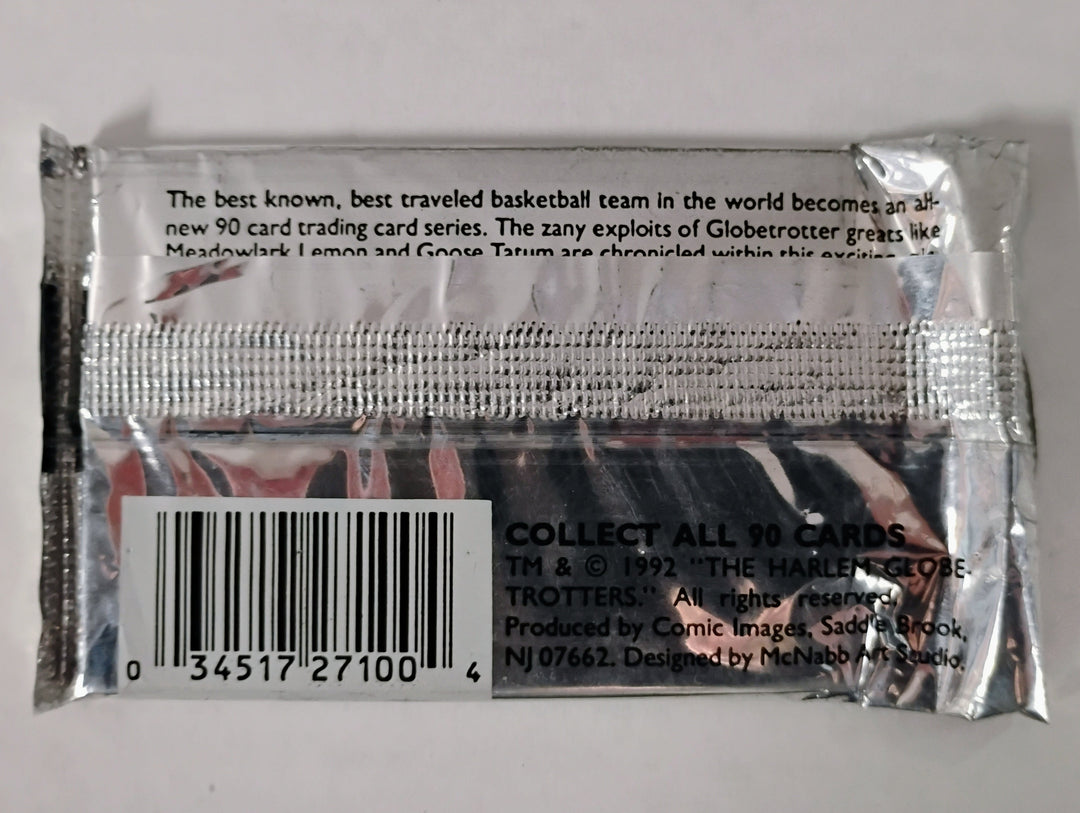 The best known, best traveled basketball team in the world becomes an all-
new 90 card trading card series. The zany exploits of Globetrotter greats like
Meadowlark Lemon and Goose Tatum are chronicled within this
COLLECT ALL 90 CARDS
TM & © 1992 "THE HARLEM GLOBE-
TROTTERS." All rights reserved.
Produced by Comic Images, Saddle Brook,
NJ 07662. Designed by McNabb Art Studio.
0 34517 27100 4